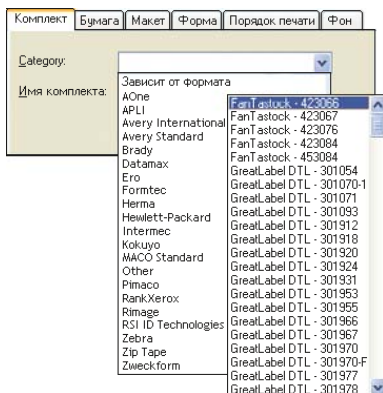 Комплект Бумага Макет Форма Порядок печати Фон
Category:
Имя комплекта:
Зависит от формата
AOne
APLI
Avery International
Avery Standard
Brady
Datamax
Ero
Formtec
Herma
Hewlett-Packard
Intermec
Kokuyo
MACO Standard
Other
Pimaco
RankXerox
Rimage
RSI ID Technologies
Zebra
Zip Tape
Zweckform
FanTastock - 423066
FanTastock - 423067
FanTastock - 423076
FanTastock - 423084
FanTastock - 453084
GreatLabel DTL - 301054
GreatLabel DTL - 301070-1
GreatLabel DTL - 301071
GreatLabel DTL - 301093
GreatLabel DTL - 301912
GreatLabel DTL - 301918
GreatLabel DTL - 301920
GreatLabel DTL - 301924
GreatLabel DTL - 301931
GreatLabel DTL - 301953
GreatLabel DTL - 301955
GreatLabel DTL - 301966
GreatLabel DTL - 301967
GreatLabel DTL - 301970
GreatLabel DTL - 301970-F
GreatLabel DTL - 301977
GreatLabel DTL - 301978